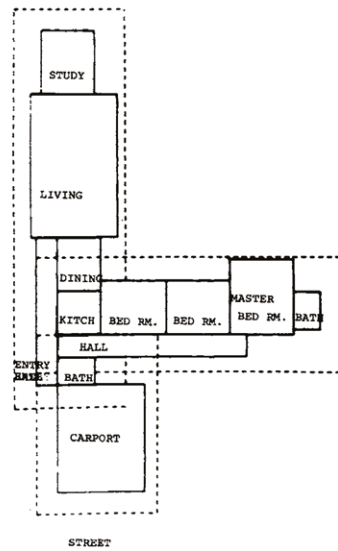 STUDY
LIVING
DINING
MASTER
KITCH BED RM. BED RM. BED RM. BATH
HALL
ENTRY
BATH
CARPORT
STREET